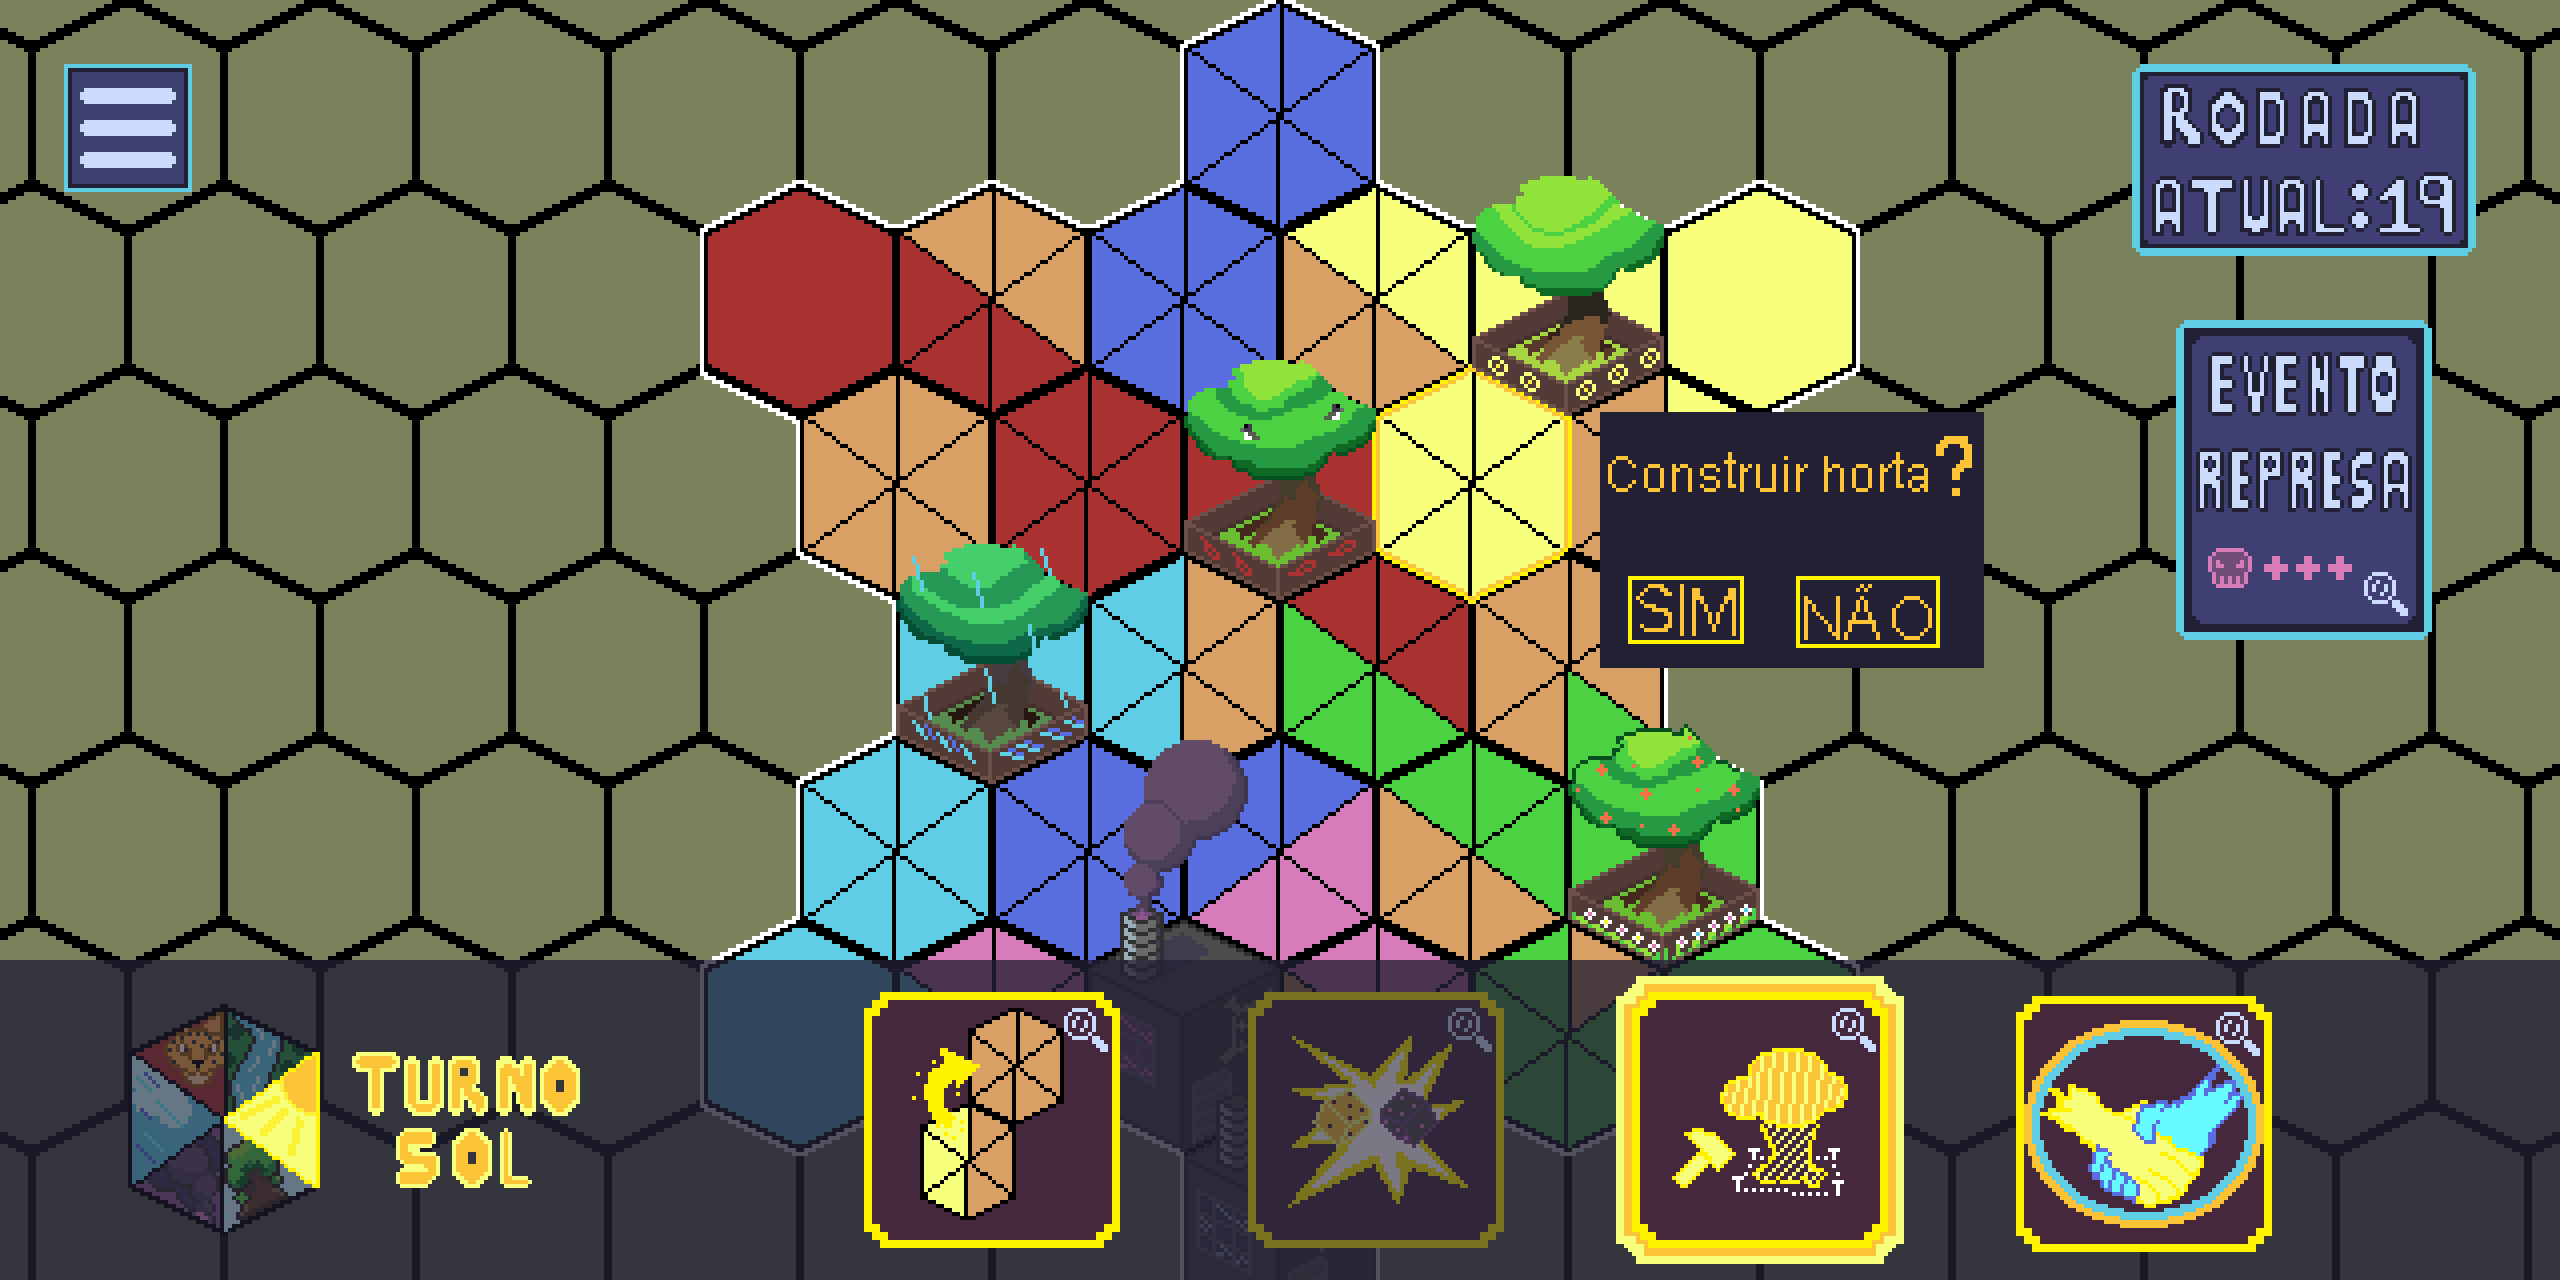 RODADA
ATUAL:19
EVENTO
REPRESA
+++
Construir horta?
SIM NÃO
TURNO
SOL